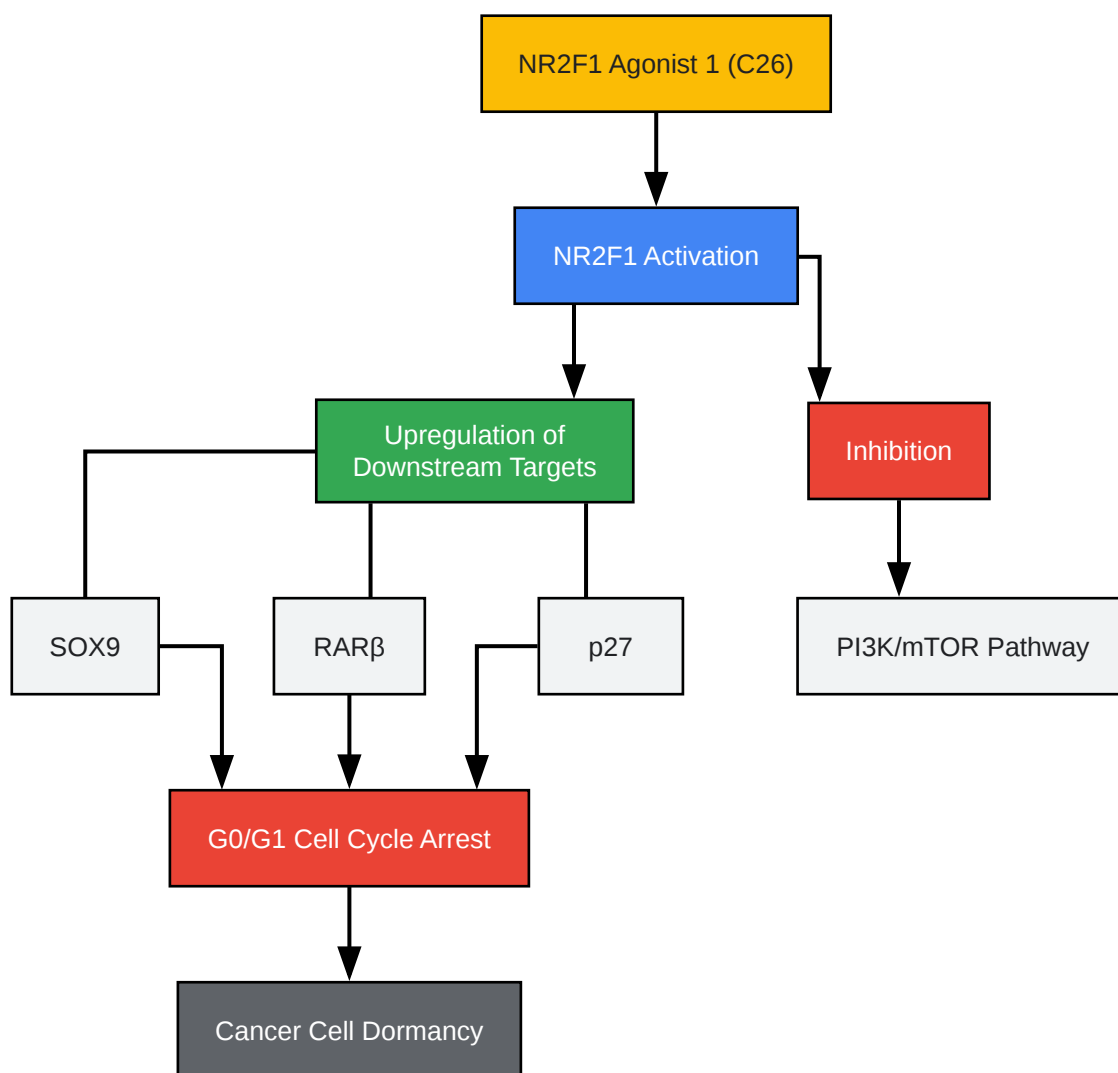 NR2F1 Agonist 1 (C26)
NR2F1 Activation
Upregulation of
Downstream Targets
Inhibition
SOX9
RARβ
p27
PI3K/mTOR Pathway
G0/G1 Cell Cycle Arrest
Cancer Cell Dormancy